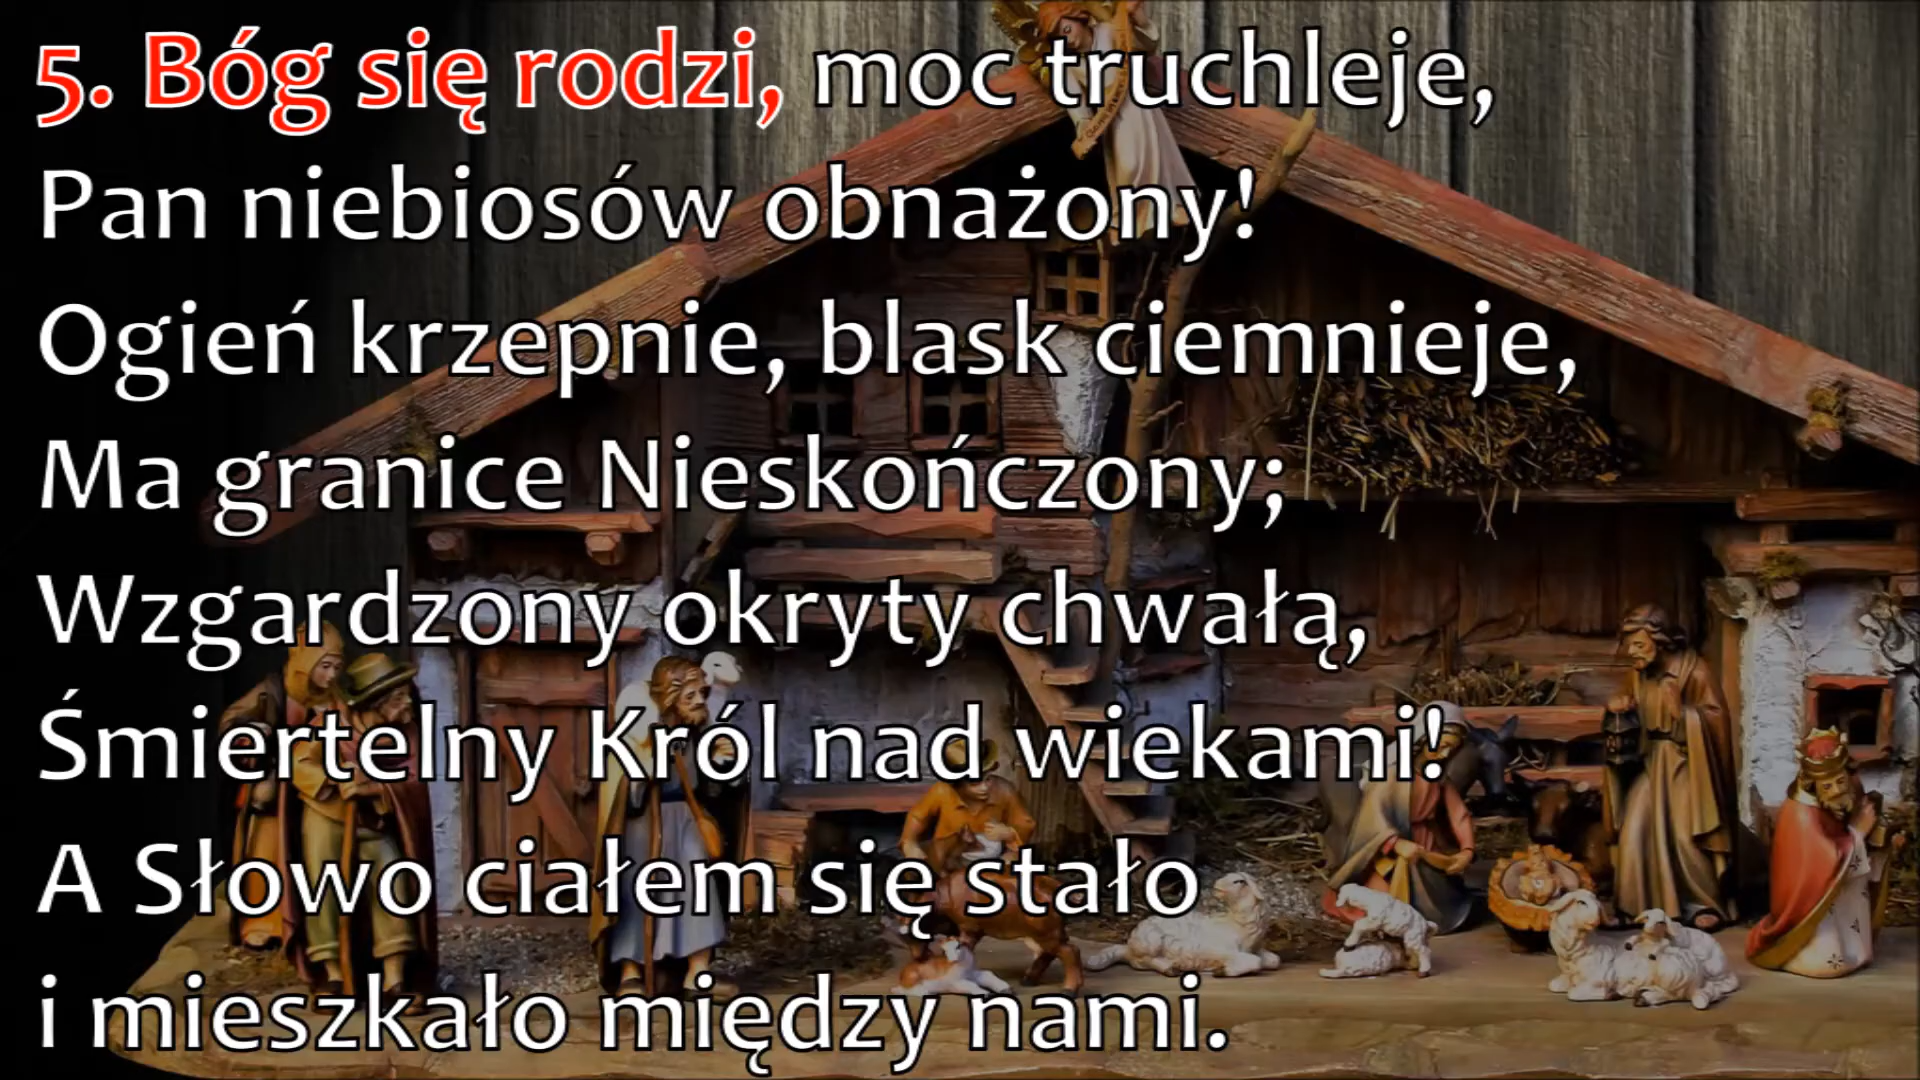 5. Bóg się rodzi, moc truchleje,
Pan niebiosów obnażony!
Ogień krzepnie, blask ciemnieje,
Ma granice Nieskończony;
Wzgardzony okryty chwałą,
Śmiertelny Król nad wiekami!
A Słowo ciałem się stało
i mieszkało między nami.